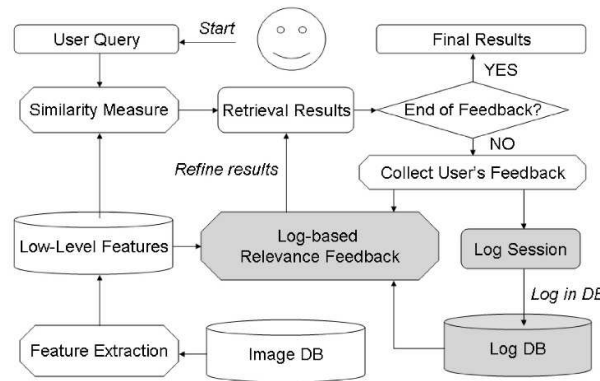 User Query
Start
Final Results
YES
Similarity Measure
Retrieval Results
End of Feedback?
NO
Refine results
Collect User's Feedback
Low-Level Features
Log-based
Relevance Feedback
Log Session
Log in DB
Feature Extraction
Image DB
Log DB